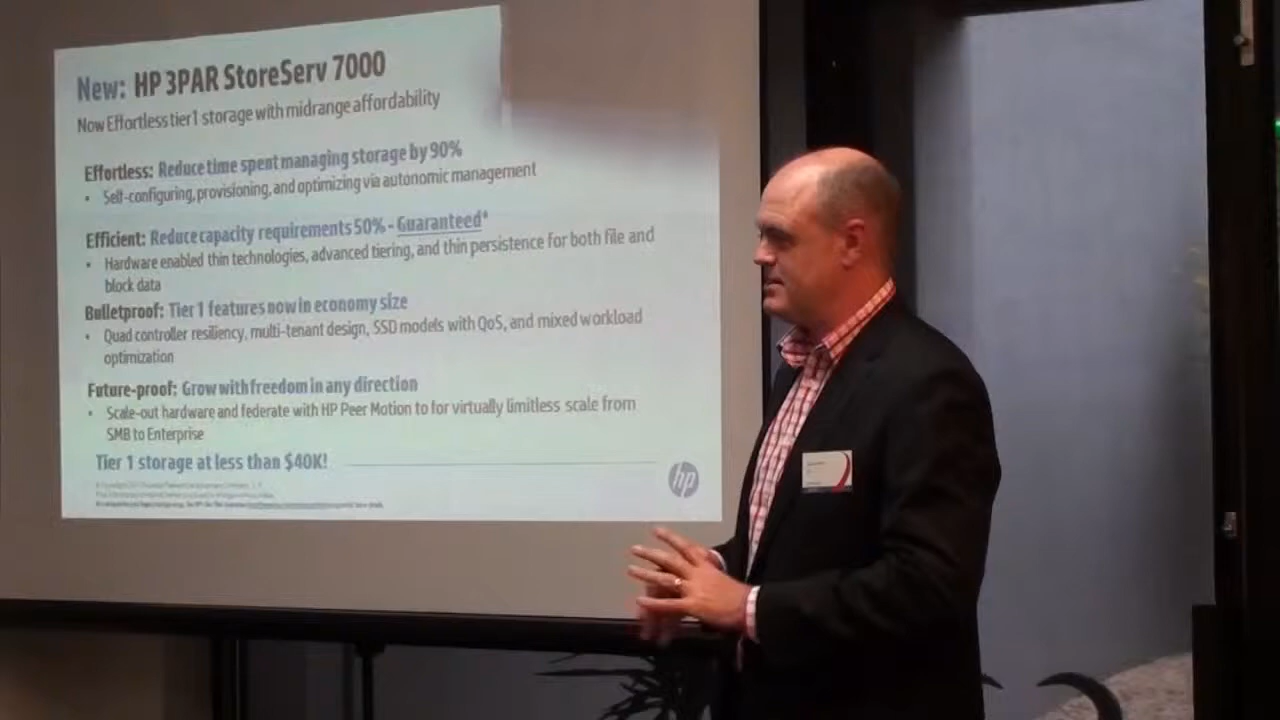 New: HP 3PAR StoreServ 7000
Now Effortless tier1 storage with midrange affordability
Effortless: Reduce time spent managing storage by 90%
• Self-configuring, provisioning, and optimizing via autonomic management
Efficient: Reduce capacity requirements 50% - Guaranteed*
• Hardware enabled thin technologies, advanced tiering, and thin persistence for both file and
block data
Bulletproof: Tier 1 features now in economy size
• Quad controller resiliency, multi-tenant design, SSD models with QoS, and mixed workload
optimization
Future-proof: Grow with freedom in any direction
• Scale-out hardware and federate with HP Peer Motion to for virtually limitless scale from
SMB to Enterprise
Tier 1 storage at less than $40K!
hp